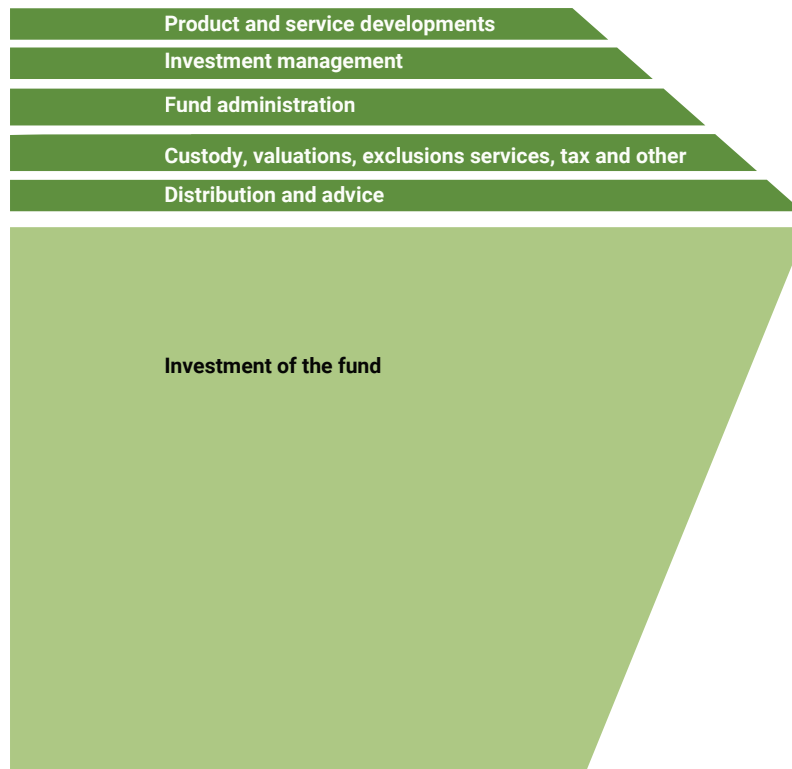 Product and service developments
Investment management
Fund administration
Custody, valuations, exclusions services, tax and other
Distribution and advice
Investment of the fund